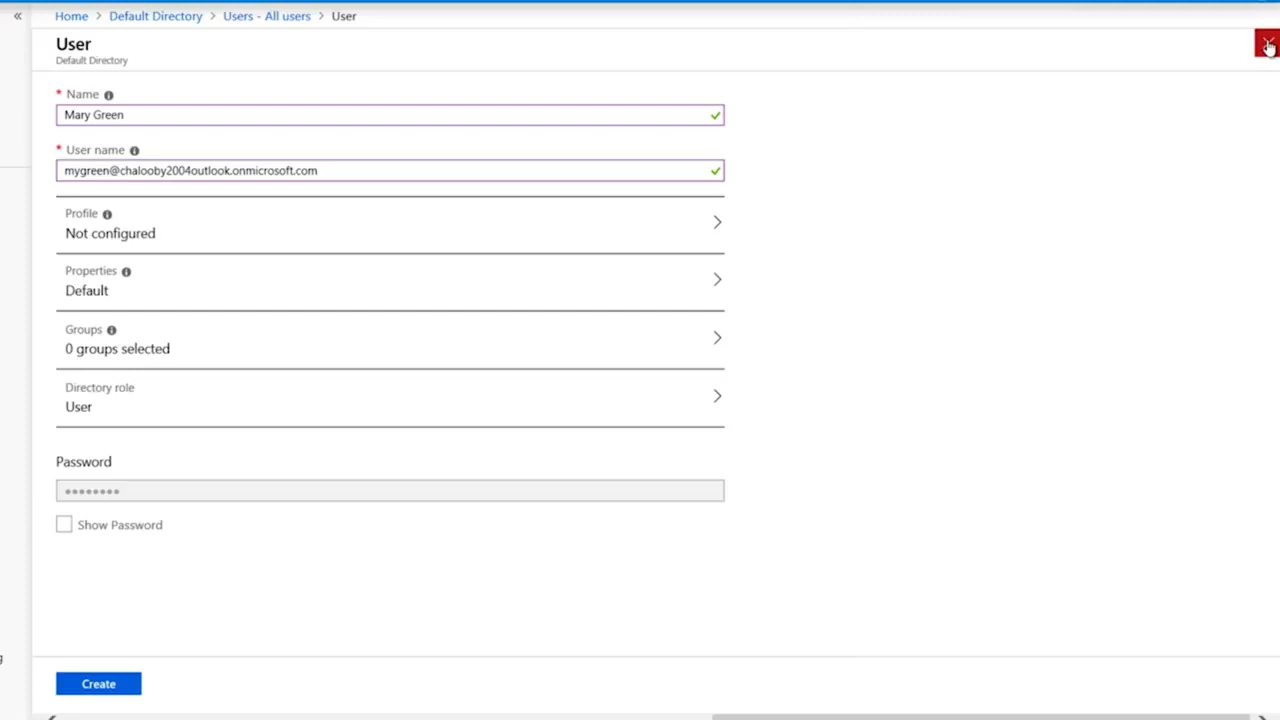 « Home > Default Directory > Users - All users > User
User
Default Directory
* Name
Mary Green
* User name
mygreen@chalooby2004outlook.onmicrosoft.com
Profile
Not configured
Properties
Default
Groups
0 groups selected
Directory role
User
Password
••••••••
Show Password
Create